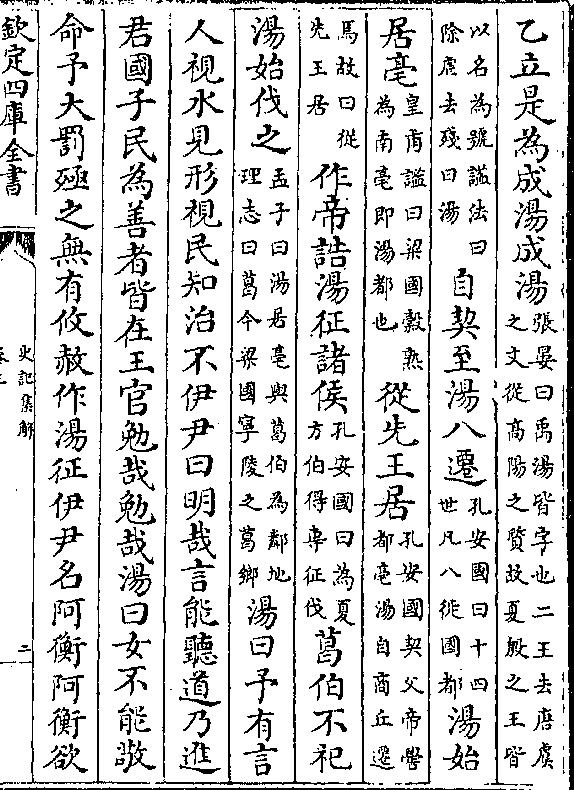 乙立是為成湯成湯張晏曰禹湯皆字也二王去唐虞之文從高陽之質故夏殷之王皆
以名為號諡法曰除虐去殘曰湯自契至湯八遷孔安國曰十四世凡八徙國都湯始
居亳皇甫謐曰梁國穀熟為南亳即湯都也從先王居孔安國契父帝嚳都亳湯自商丘遷
焉故曰從先王居作帝誥湯征諸侯孔安國曰為夏方伯得專征伐葛伯不祀
湯始伐之孟子曰湯居亳與葛伯為鄰地理志曰葛今梁國寧陵之葛鄉湯曰予有言
人視水見形視民知治不伊尹曰明哉言能聽道乃進
君國子民為善者皆在王官勉哉勉哉湯曰女不能敬
命予大罰殛之無有攸赦作湯征伊尹名阿衡阿衡欲
欽定四庫全書
史記集解
二